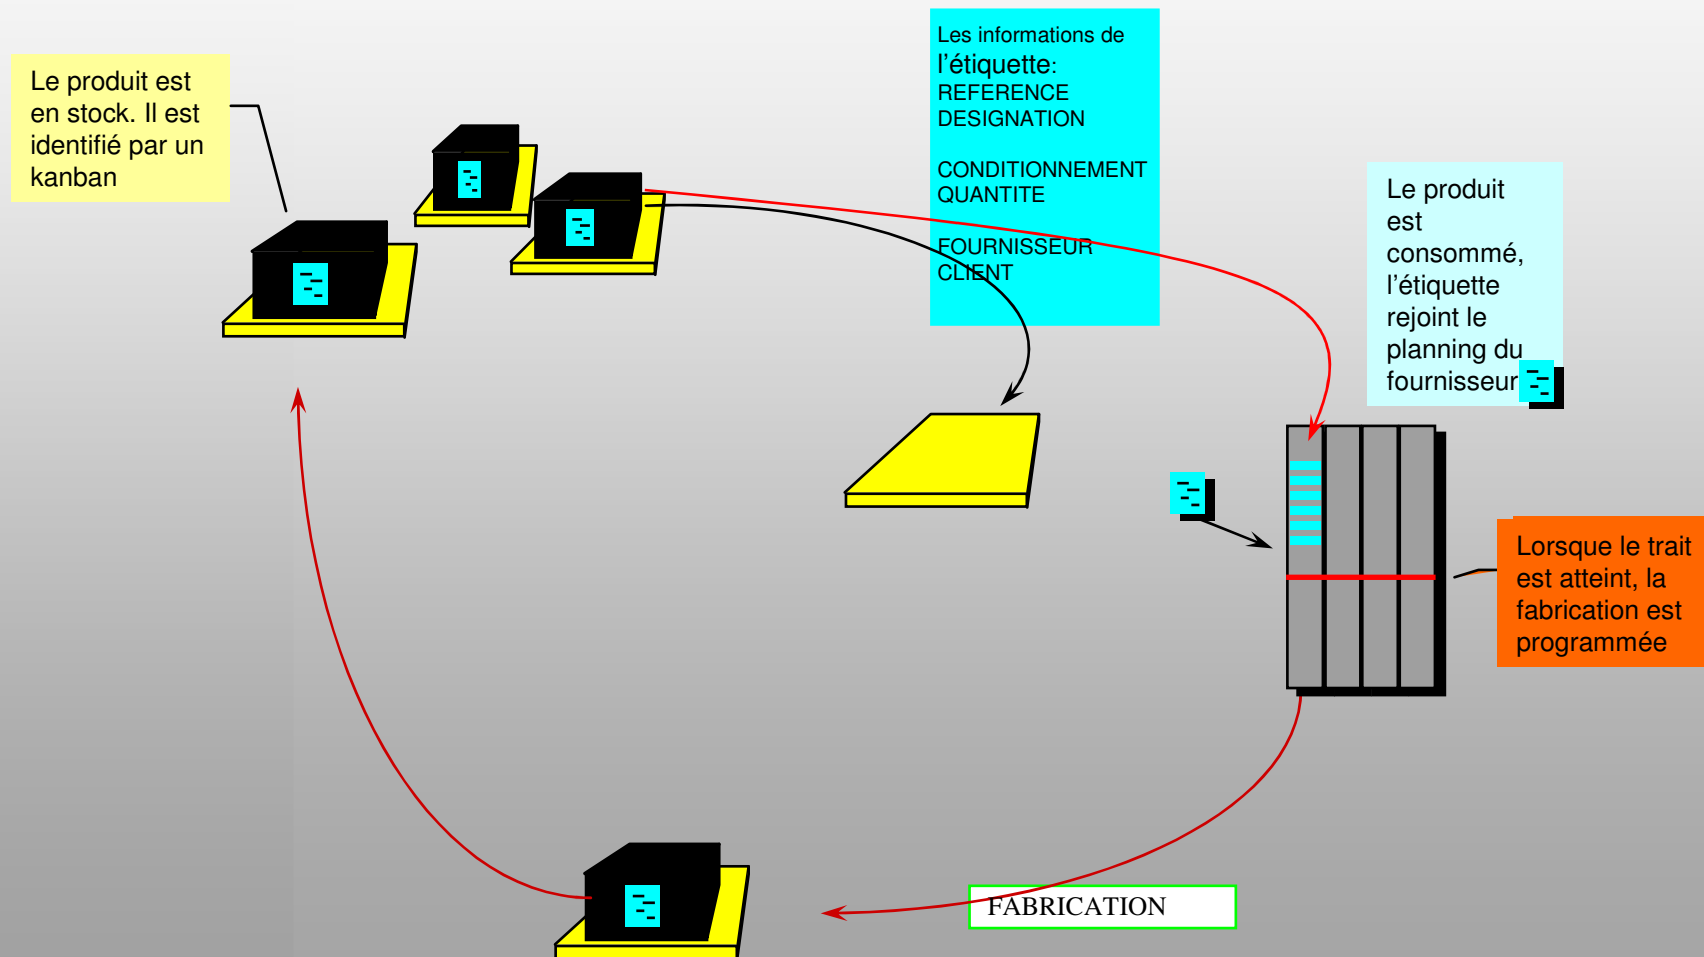 Le produit est
en stock. Il est
identifié par un
kanban
Les informations de
l'étiquette:
REFERENCE
DESIGNATION
CONDITIONNEMENT
QUANTITE
FOURNISSEUR
CLIENT
Le produit
est
consommé,
l'étiquette
rejoint le
planning du
fournisseur
Lorsque le trait
est atteint, la
fabrication est
programmée
FABRICATION